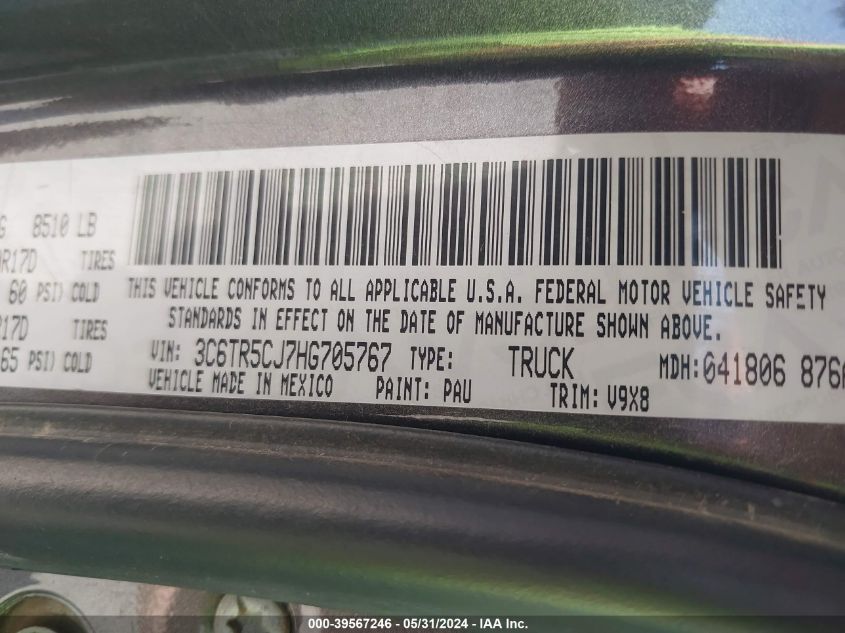 G 8510 LB
R17D TIRES
60 PSI) COLD
R17D TIRES
65 PSI) COLD
THIS VEHICLE CONFORMS TO ALL APPLICABLE U.S.A. FEDERAL MOTOR VEHICLE SAFETY
STANDARDS IN EFFECT ON THE DATE OF MANUFACTURE SHOWN ABOVE.
VIN: 3C6TR5CJ7HG705767 TYPE: TRUCK MDH:041806 876
VEHICLE MADE IN MEXICO PAINT: PAU TRIM: V9X8
000-39567246 - 05/31/2024 - IAA Inc.